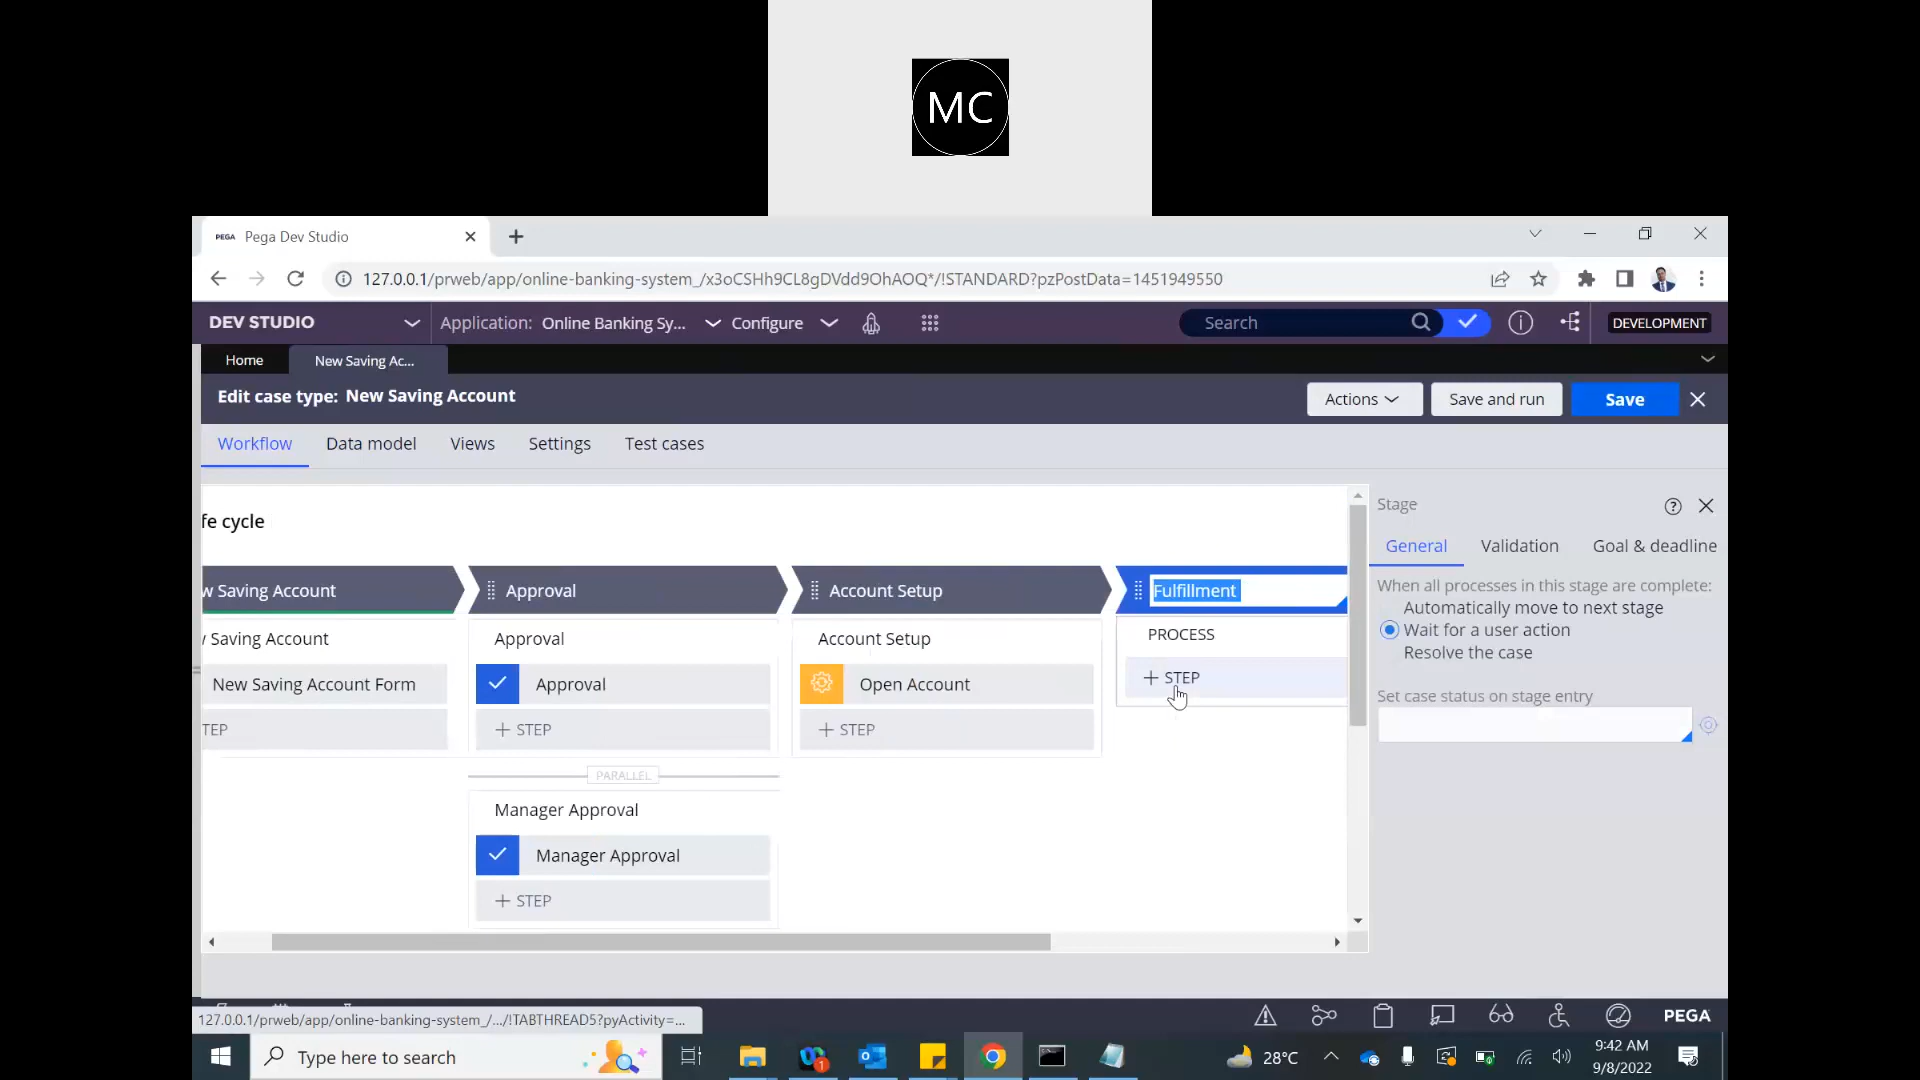 MC
PEGA Pega Dev Studio
127.0.0.1/prweb/app/online-banking-system_/x3oCSHh9CL8gDVdd9OhAOQ*/!STANDARD?pzPostData=1451949550
DEV STUDIO Application: Online Banking Sy... Configure Search DEVELOPMENT
Home New Saving Ac...
Edit case type: New Saving Account Actions Save and run Save
Workflow Data model Views Settings Test cases
fe cycle
Stage
General Validation Goal & deadline
When all processes in this stage are complete:
Automatically move to next stage
Wait for a user action
Resolve the case
Set case status on stage entry
w Saving Account Approval Account Setup Fulfillment
Saving Account Approval Account Setup PROCESS
New Saving Account Form Approval Open Account + STEP
TEP + STEP + STEP
PARALLEL
Manager Approval
Manager Approval
+ STEP
127.0.0.1/prweb/app/online-banking-system_/.../!TABTHREAD5?pyActivity=...
PEGA
Type here to search
1
28°C
9:42 AM
9/8/2022